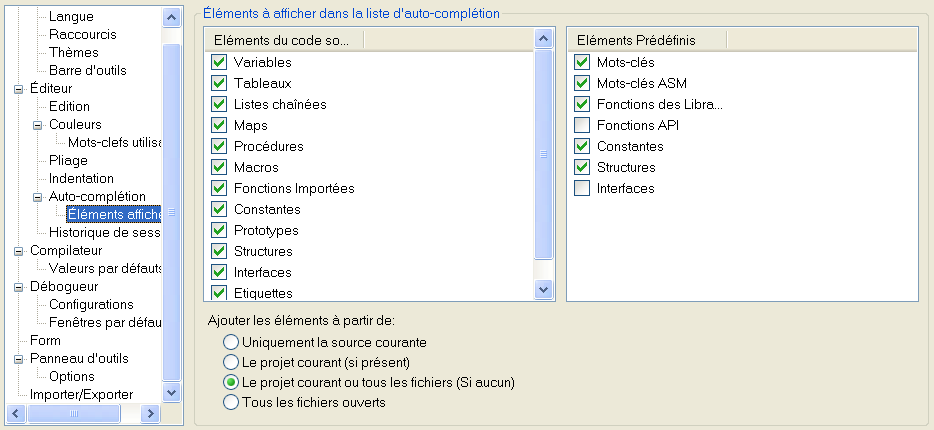 Langue
Raccourcis
Thèmes
Barre d'outils
Éditeur
Edition
Couleurs
Mots-clefs utilisa
Pliage
Indentation
Auto-complétion
Éléments affiche
Historique de sess
Compilateur
Valeurs par défauts
Débogueur
Configurations
Fenêtres par défau
Form
Panneau d'outils
Options
Importer/Exporter
Éléments à afficher dans la liste d'auto-complétion
Eléments du code so...
Variables
Tableaux
Listes chaînées
Maps
Procédures
Macros
Fonctions Importées
Constantes
Prototypes
Structures
Interfaces
Etiquettes
Eléments Prédéfinis
Mots-clés
Mots-clés ASM
Fonctions des Libra...
Fonctions API
Constantes
Structures
Interfaces
Ajouter les éléments à partir de:
Uniquement la source courante
Le projet courant (si présent)
Le projet courant ou tous les fichiers (Si aucun)
Tous les fichiers ouverts